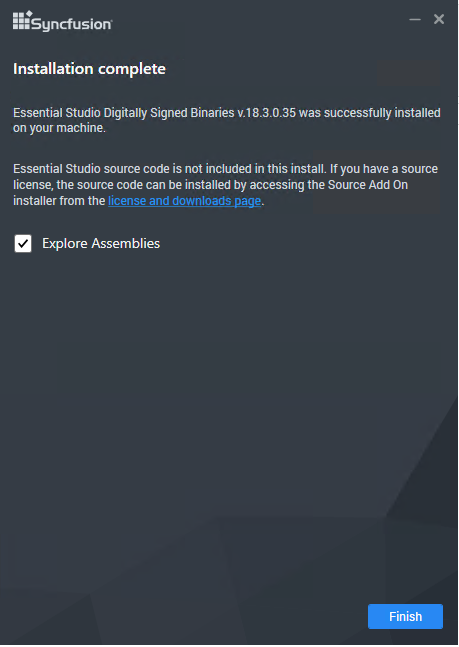 Syncfusion
Installation complete
Essential Studio Digitally Signed Binaries v.18.3.0.35 was successfully installed
on your machine.
Essential Studio source code is not included in this install. If you have a source
license, the source code can be installed by accessing the Source Add On
installer from the license and downloads page.
Explore Assemblies
Finish